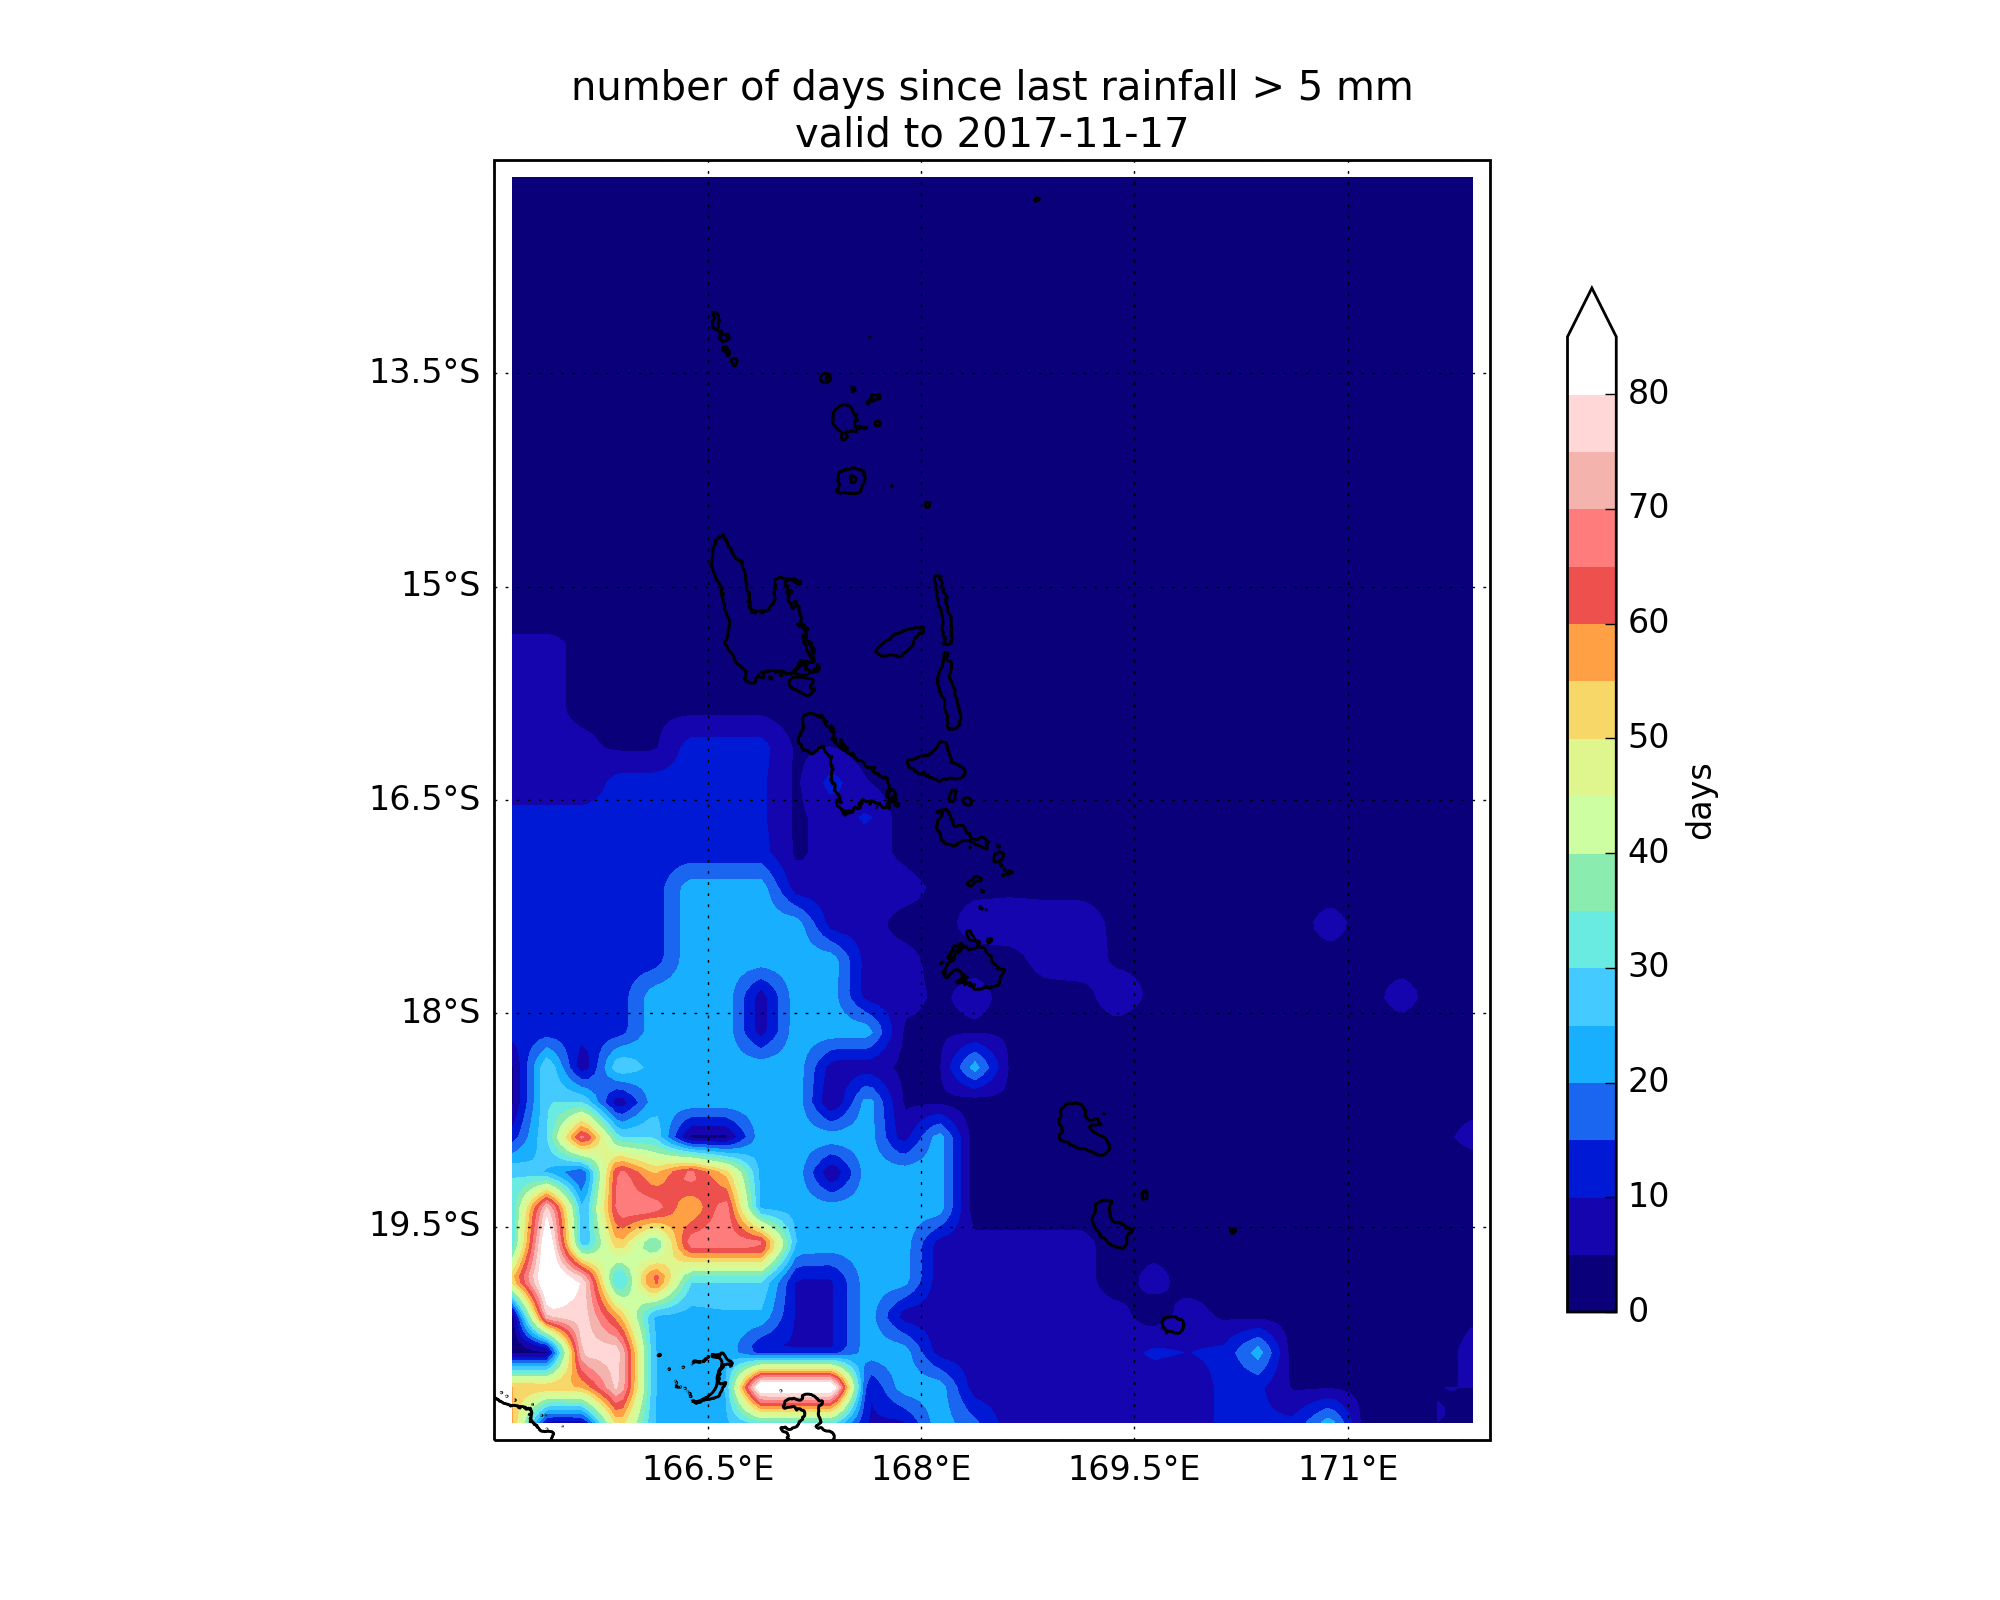 number of days since last rainfall > 5 mm
valid to 2017-11-17
13.5°S
15°S
16.5°S
18°S
19.5°S
166.5°E
168°E
169.5°E
171°E
80
70
60
50
40
30
20
10
0
days